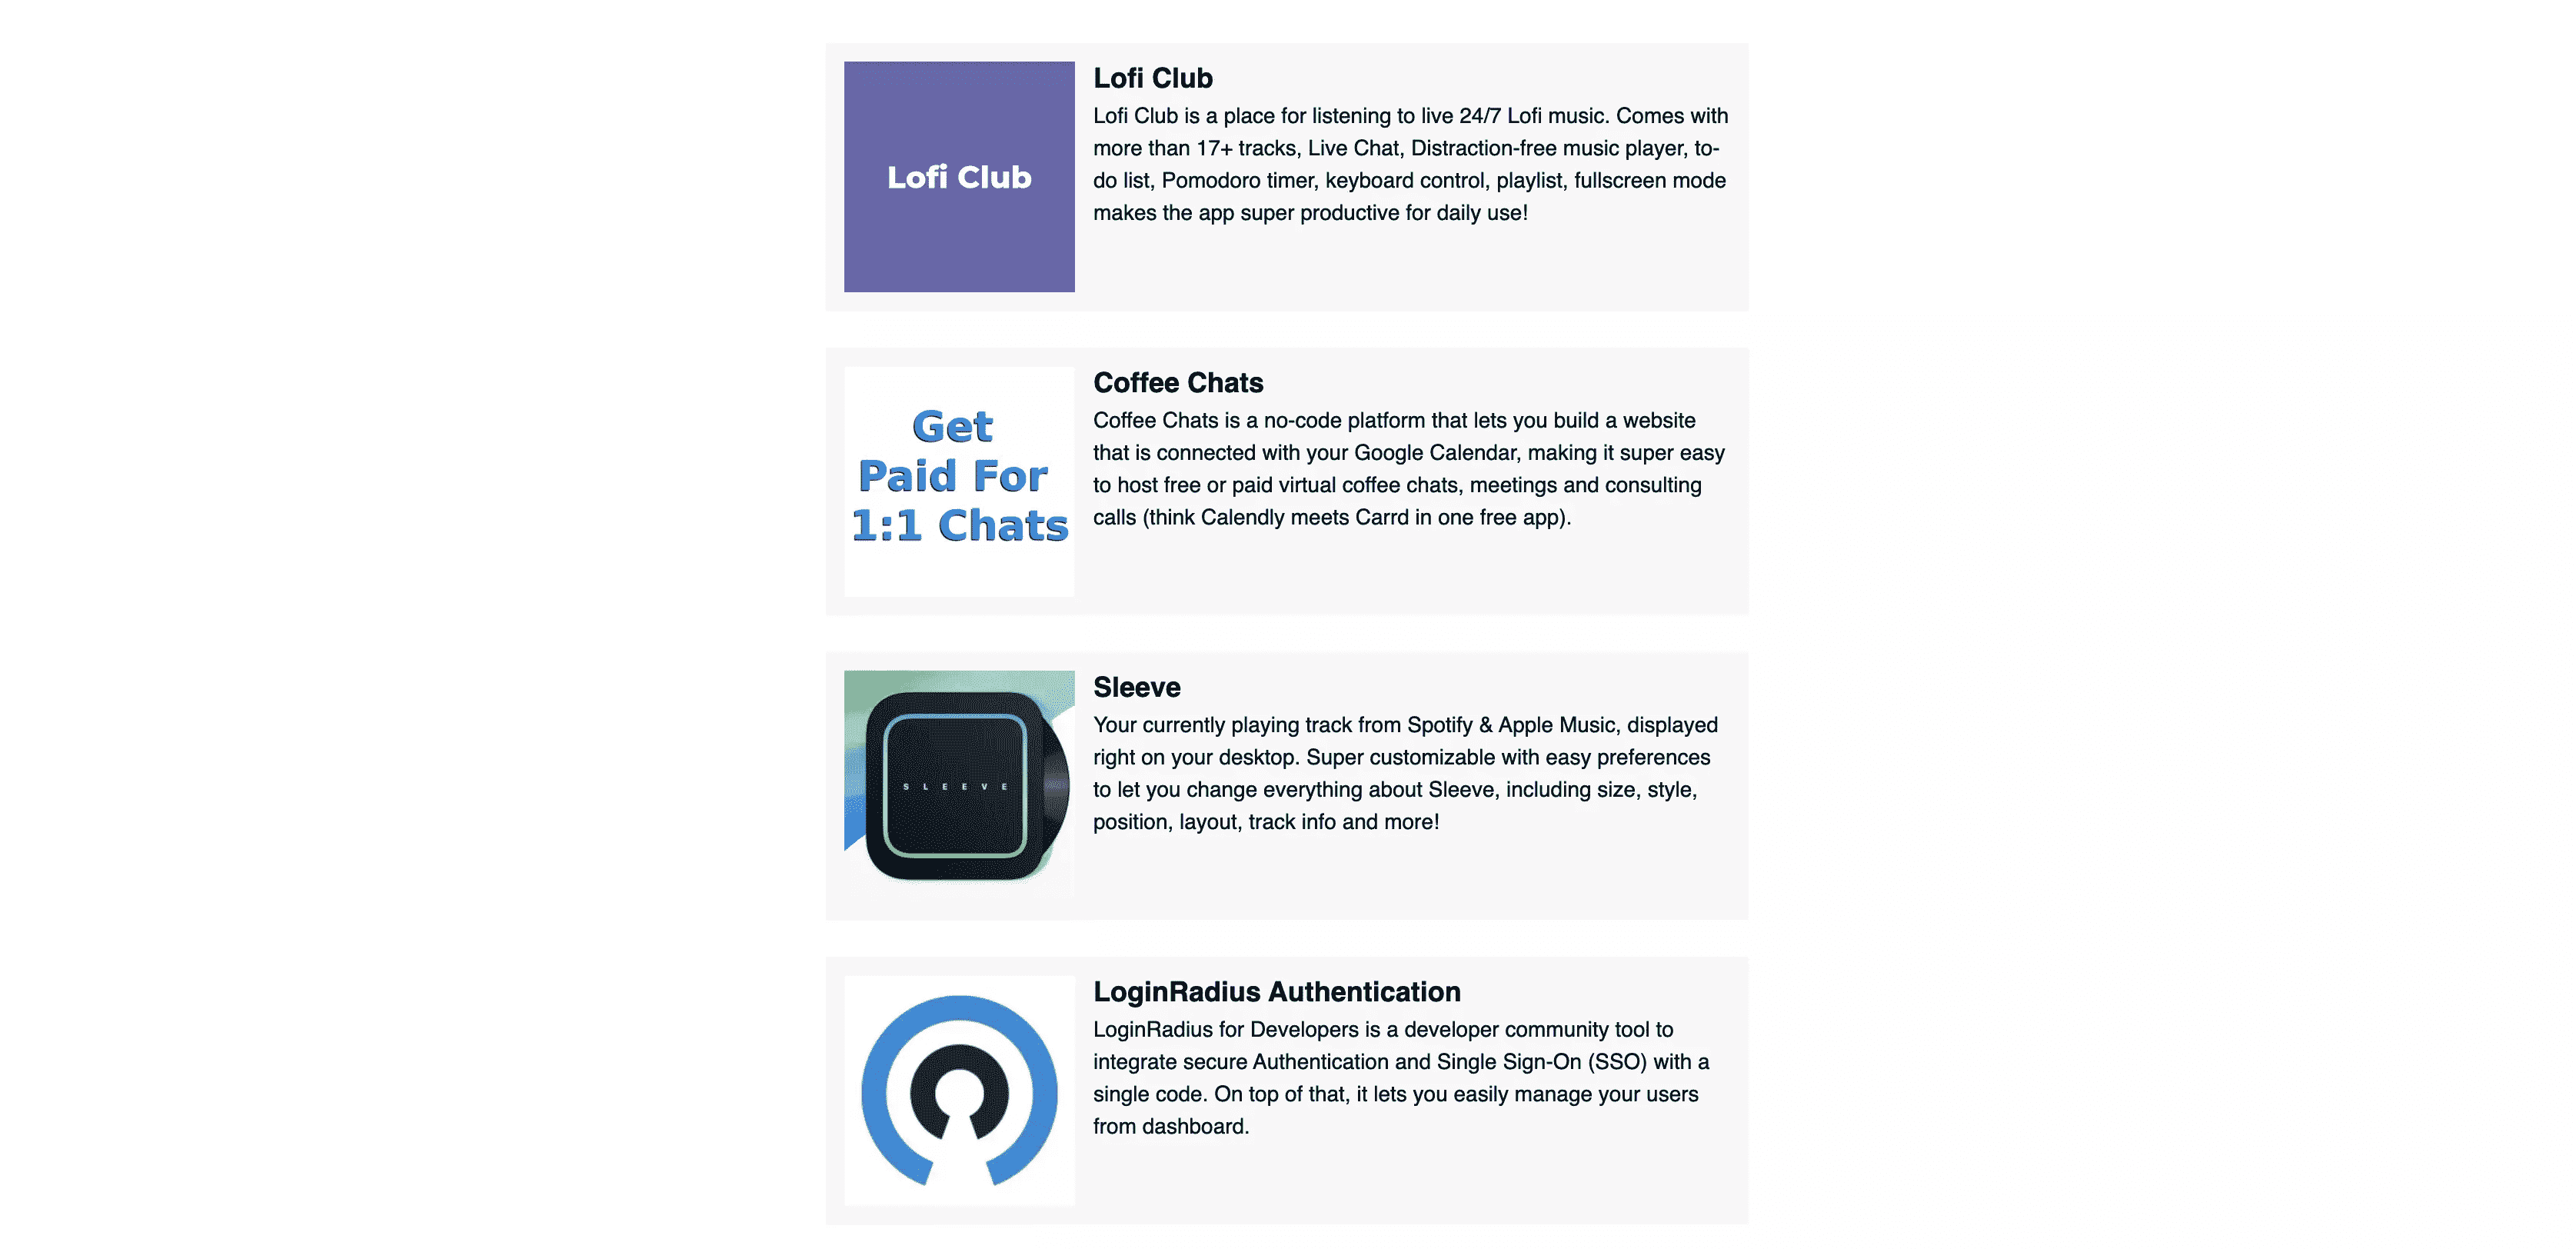 Lofi Club
Lofi Club
Lofi Club is a place for listening to live 24/7 Lofi music. Comes with
more than 17+ tracks, Live Chat, Distraction-free music player, to-
do list, Pomodoro timer, keyboard control, playlist, fullscreen mode
makes the app super productive for daily use!
Get
Paid For
1:1 Chats
Coffee Chats
Coffee Chats is a no-code platform that lets you build a website
that is connected with your Google Calendar, making it super easy
to host free or paid virtual coffee chats, meetings and consulting
calls (think Calendly meets Carrd in one free app).
SLEEVE
Sleeve
Your currently playing track from Spotify & Apple Music, displayed
right on your desktop. Super customizable with easy preferences
to let you change everything about Sleeve, including size, style,
position, layout, track info and more!
LoginRadius Authentication
LoginRadius for Developers is a developer community tool to
integrate secure Authentication and Single Sign-On (SSO) with a
single code. On top of that, it lets you easily manage your users
from dashboard.